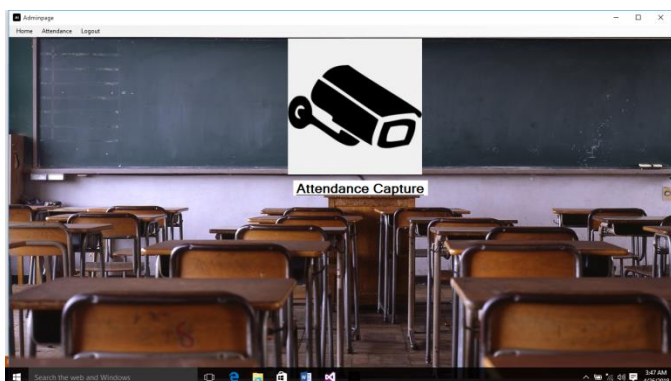 Adminpage
Home Attendance Logout
Attendance Capture
Search the web and Windows
3:47 AM